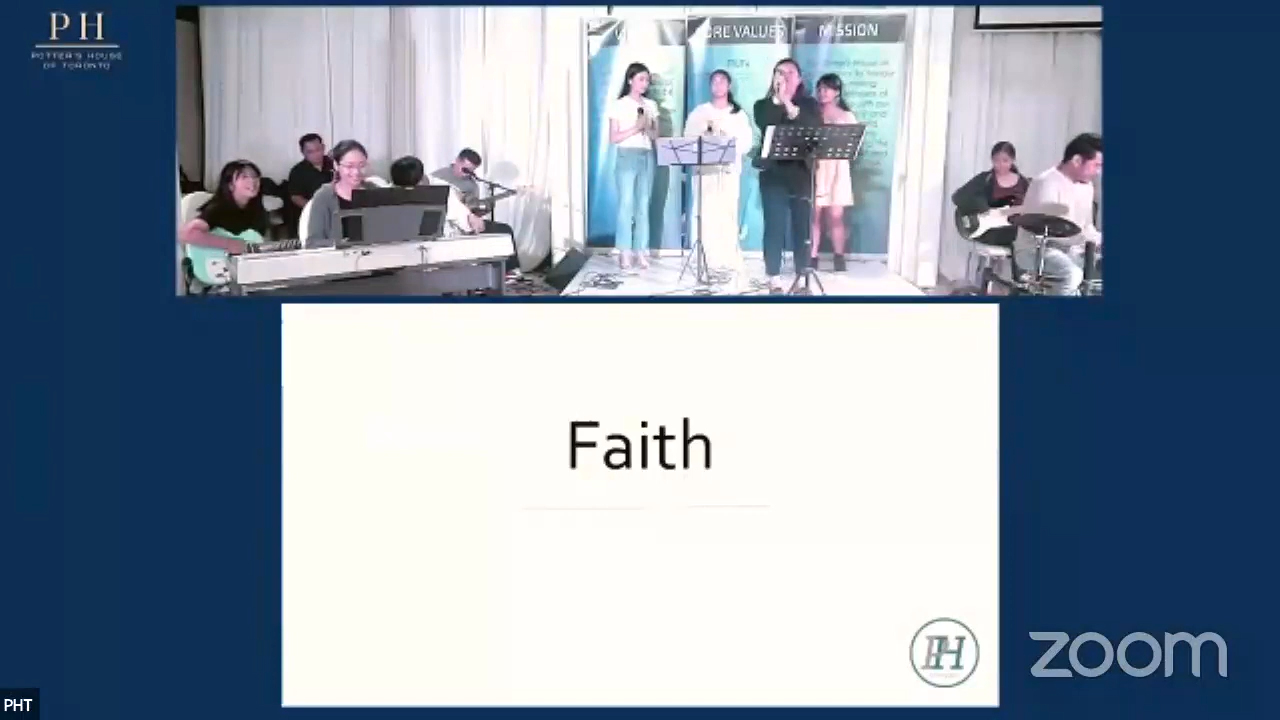 PH
POTTER'S HOUSE
OF TORONTO
CORE VALUES
MISSION
Faith
PH
zoom
PHT